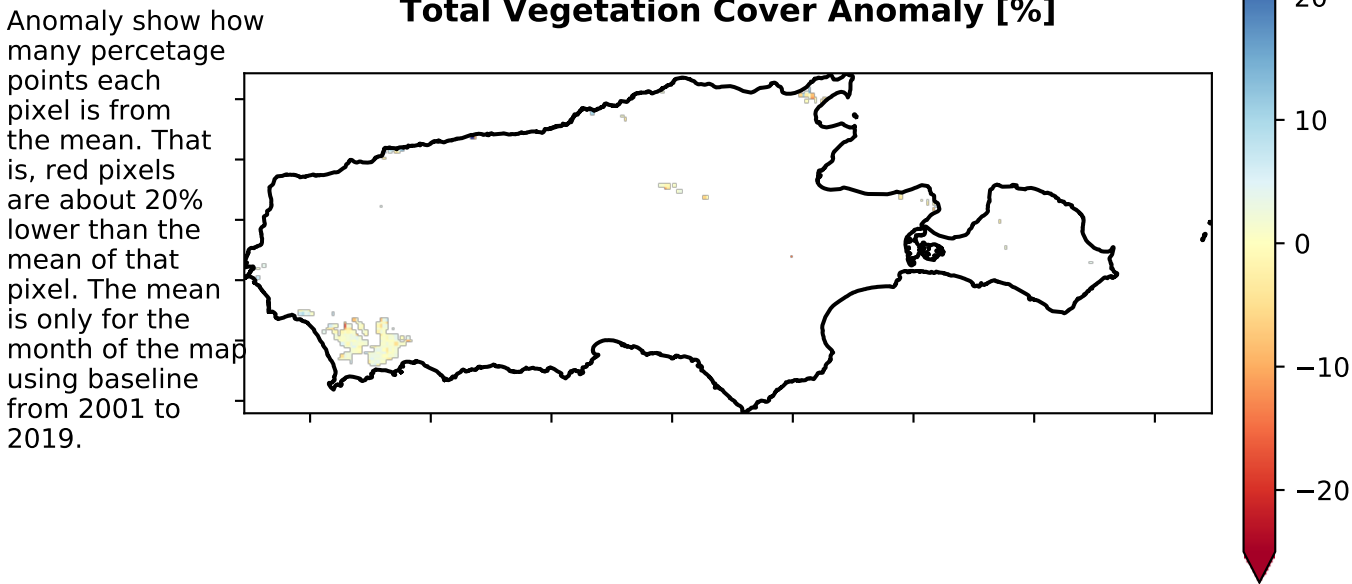 Total Vegetation Cover Anomaly [%]
Anomaly show how
many percetage
points each
pixel is from
the mean. That
is, red pixels
are about 20%
lower than the
mean of that
pixel. The mean
is only for the
month of the map
using baseline
from 2001 to
2019.
20
10
0
−10
−20